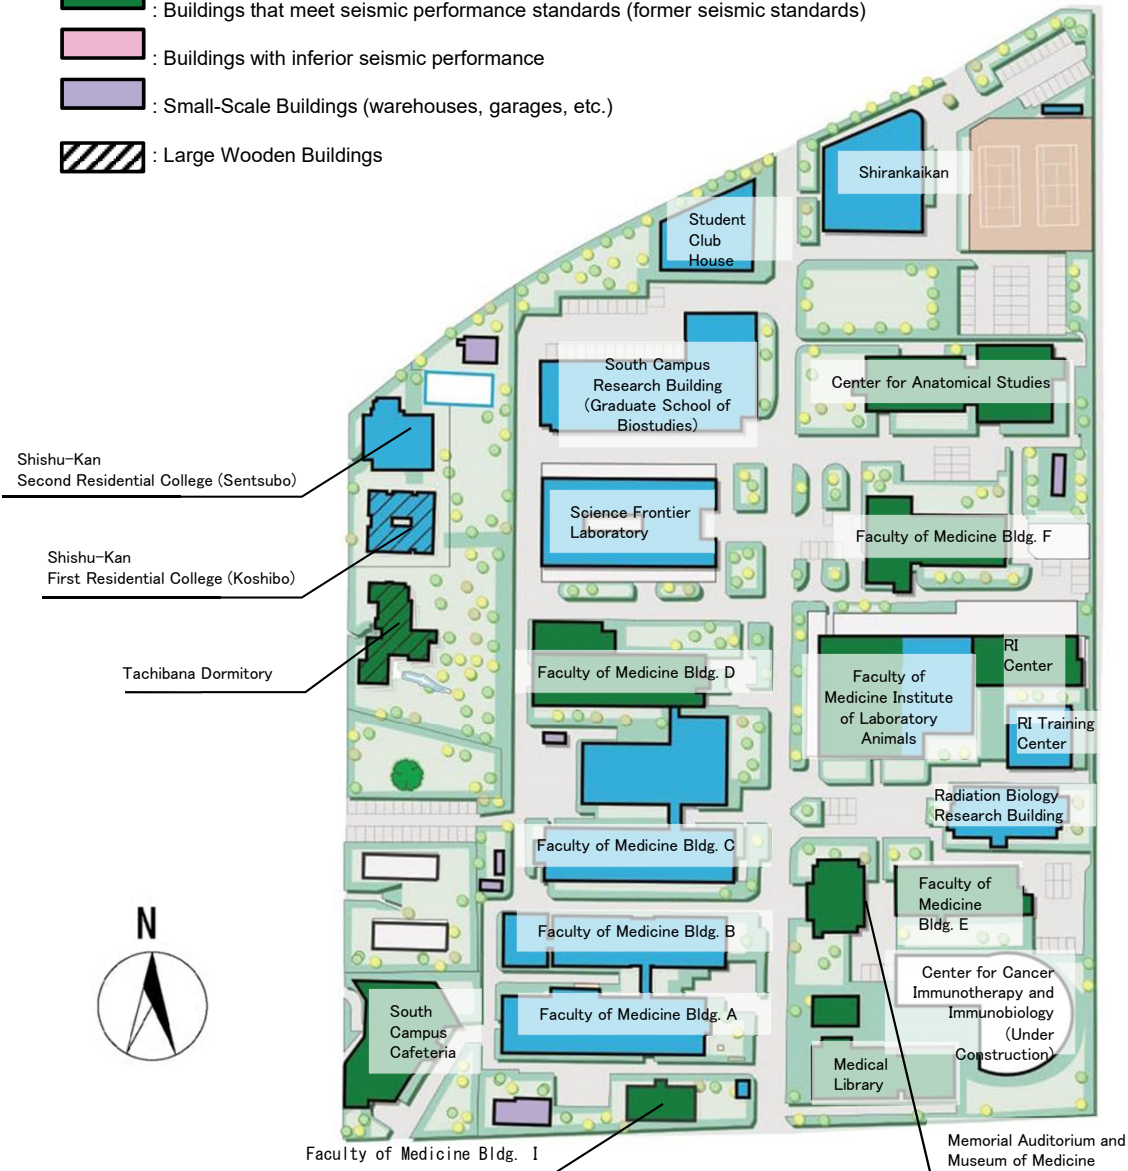 : Buildings that meet seismic performance standards (former seismic standards)
: Buildings with inferior seismic performance
: Small-Scale Buildings (warehouses, garages, etc.)
: Large Wooden Buildings
Shirankaikan
Student
Club
House
South Campus
Research Building
(Graduate School of
Biostudies)
Center for Anatomical Studies
Shishu-Kan
Second Residential College (Sentsubo)
Science Frontier
Laboratory
Faculty of Medicine Bldg. F
Shishu-Kan
First Residential College (Koshibo)
Tachibana Dormitory
Faculty of Medicine Bldg. D
Faculty of
Medicine Institute
of Laboratory
Animals
RI
Center
RI Training
Center
Radiation Biology
Research Building
Faculty of Medicine Bldg. C
Faculty of
Medicine
Bldg. E
Faculty of Medicine Bldg. B
N
Center for Cancer
Immunotherapy and
Immunobiology
(Under
Construction)
South
Campus
Cafeteria
Faculty of Medicine Bldg. A
Medical
Library
Faculty of Medicine Bldg. I
Memorial Auditorium and
Museum of Medicine